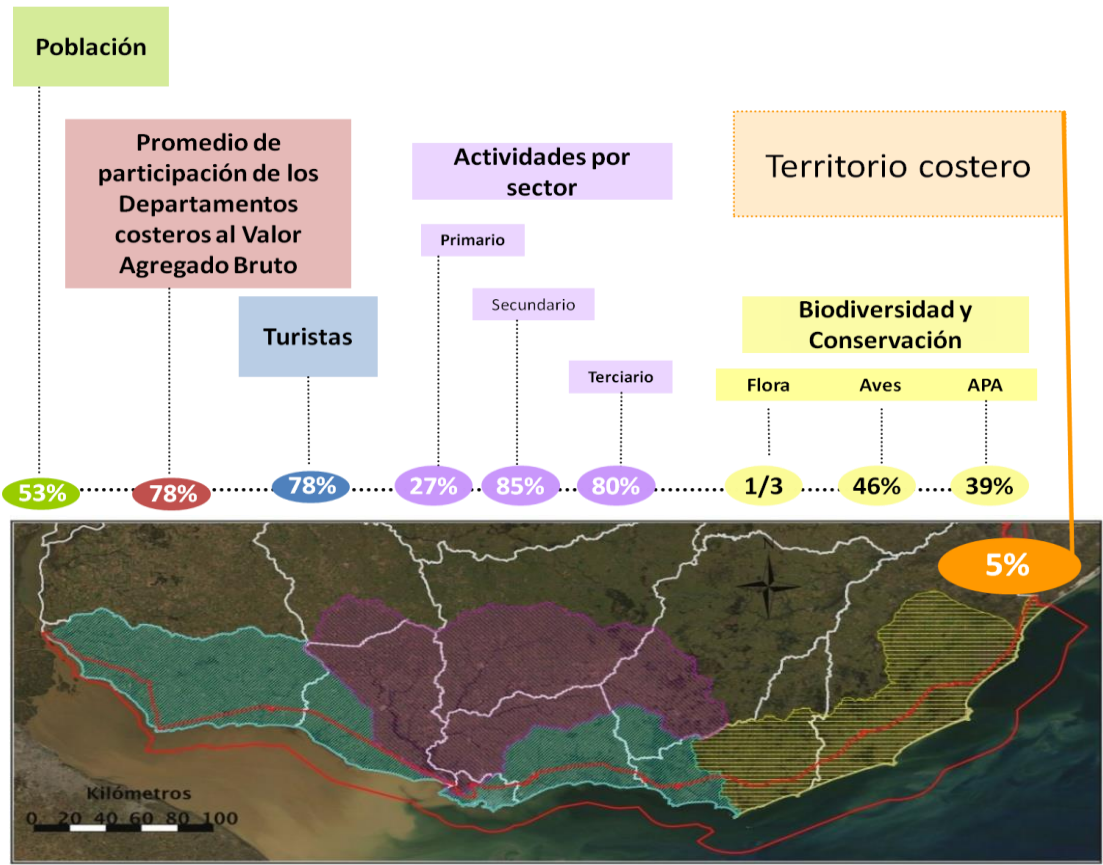 Población
Promedio de
participación de los
Departamentos
costeros al Valor
Agregado Bruto
Turistas
Actividades por
sector
Primario
Secundario
Terciario
Territorio costero
Biodiversidad y
Conservación
Flora Aves APA
53% 78% 78% 27% 85% 80% 1/3 46% 39%
5%
Kilómetros
0 20 40 60 80 100